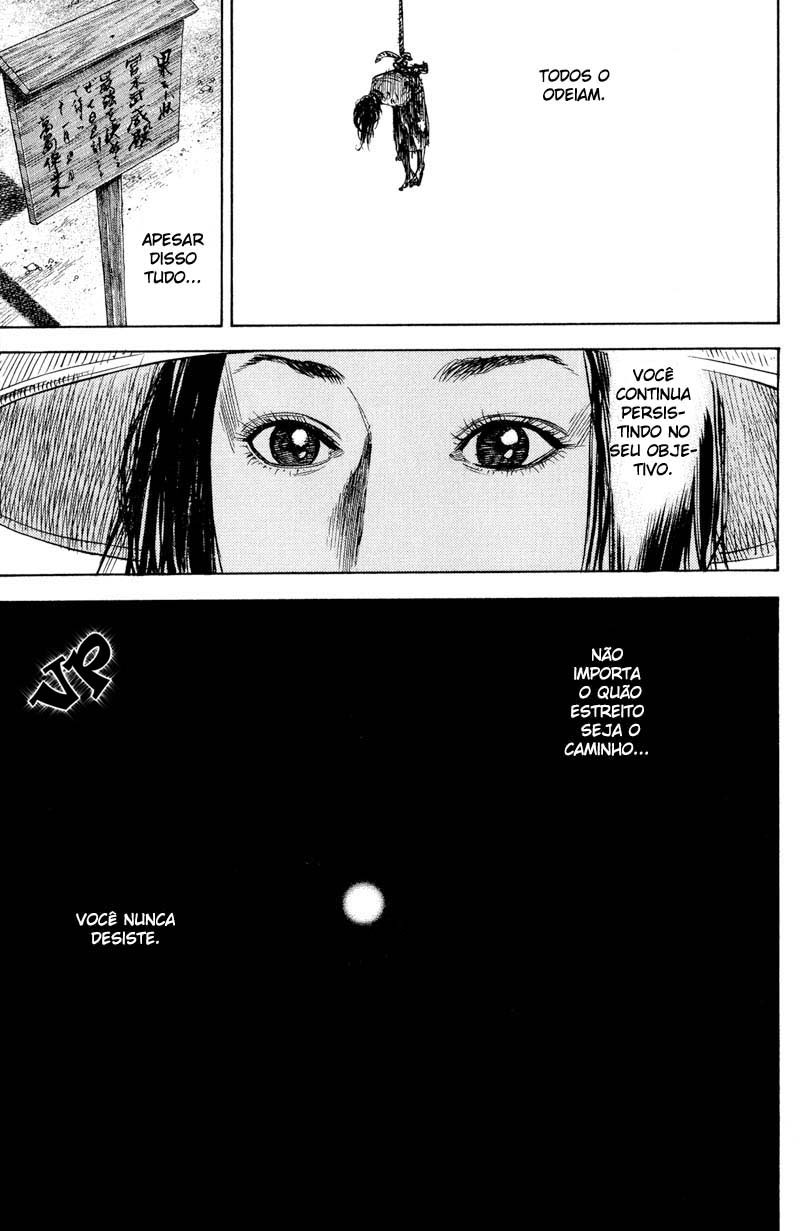 TODOS O
ODEIAM.
APESAR
DISSO
TUDO...
VOCÊ
CONTINUA
PERSIS-
TINDO NO
SEU OBJE-
TIVO.
NÃO
IMPORTA
O QUÃO
ESTREITO
SEJA O
CAMINHO...
VOCÊ NUNCA
DESISTE.
VP